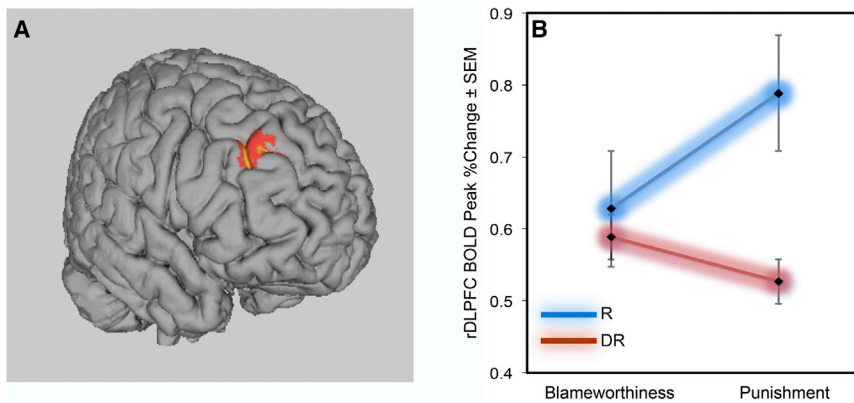 A
B
rDLPFC BOLD Peak %Change ± SEM
0.9
0.8
0.7
0.6
0.5
0.4
R
DR
Blameworthiness
Punishment